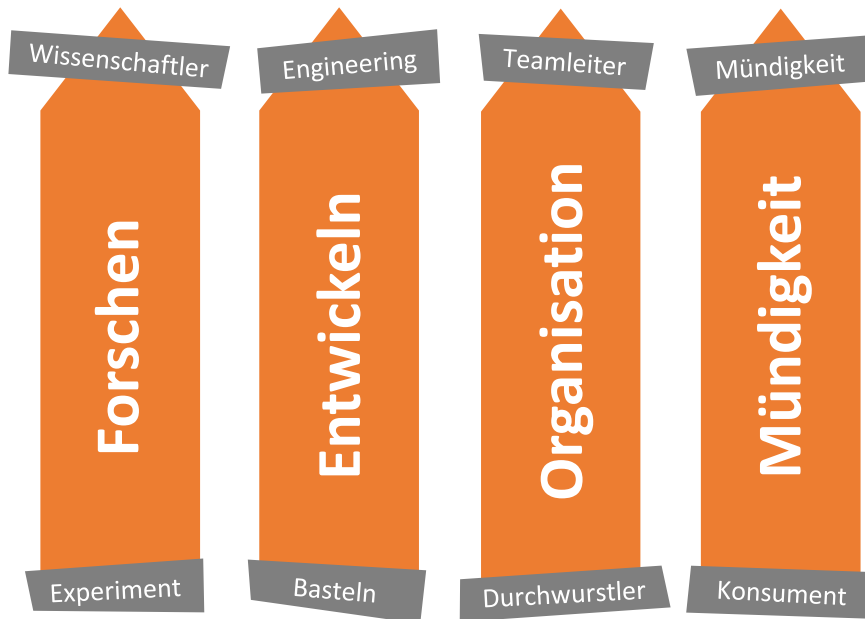 Wissenschaftler
Engineering
Teamleiter
Mündigkeit
Forschen
Entwickeln
Organisation
Mündigkeit
Experiment
Basteln
Durchwurstler
Konsument